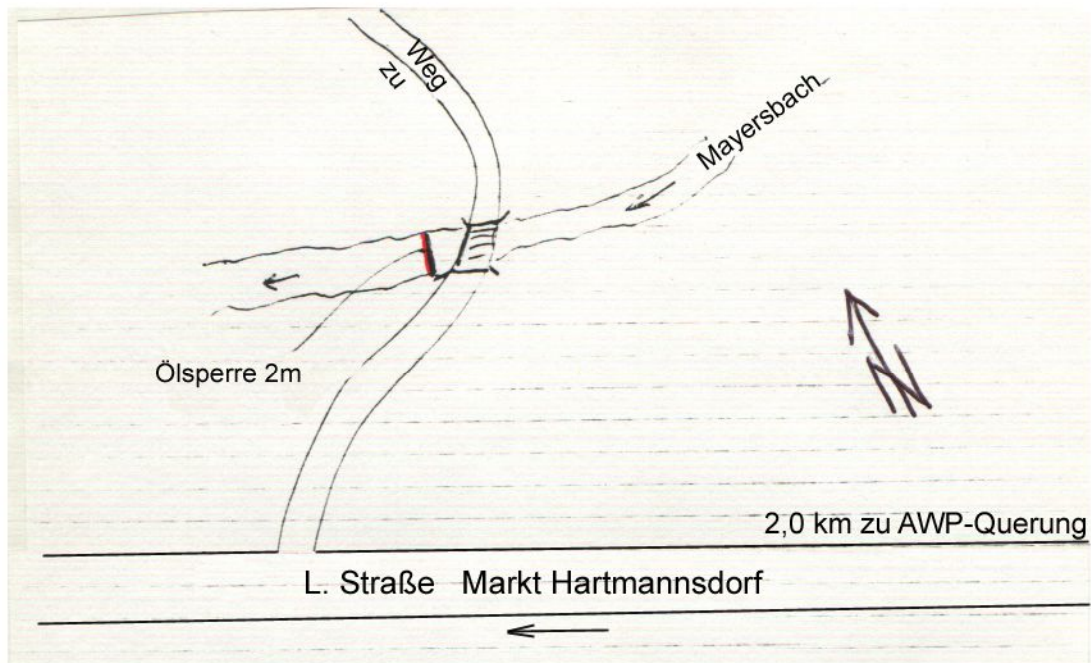 Weg
zu
Mayersbach
Ölsperre 2m
N
2,0 km zu AWP-Querung
L. Straße Markt Hartmannsdorf